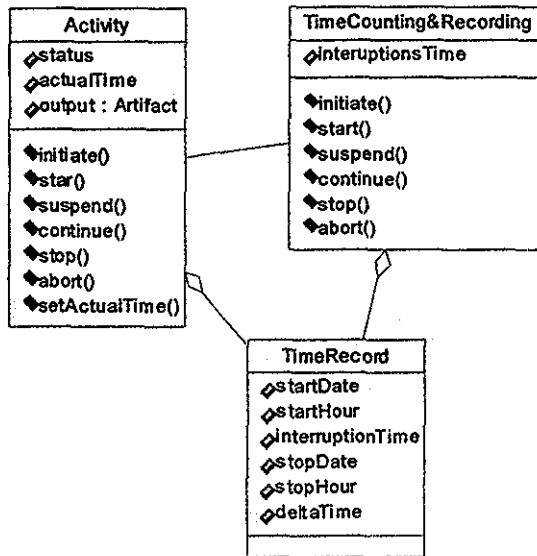 Activity
status
actualTime
output : Artifact
initiate()
star()
suspend()
continue()
stop()
abort()
setActualTime()
TimeCounting&Recording
interuptionsTime
initiate()
start()
suspend()
continue()
stop()
abort()
TimeRecord
startDate
startHour
interruptionTime
stopDate
stopHour
deltaTime